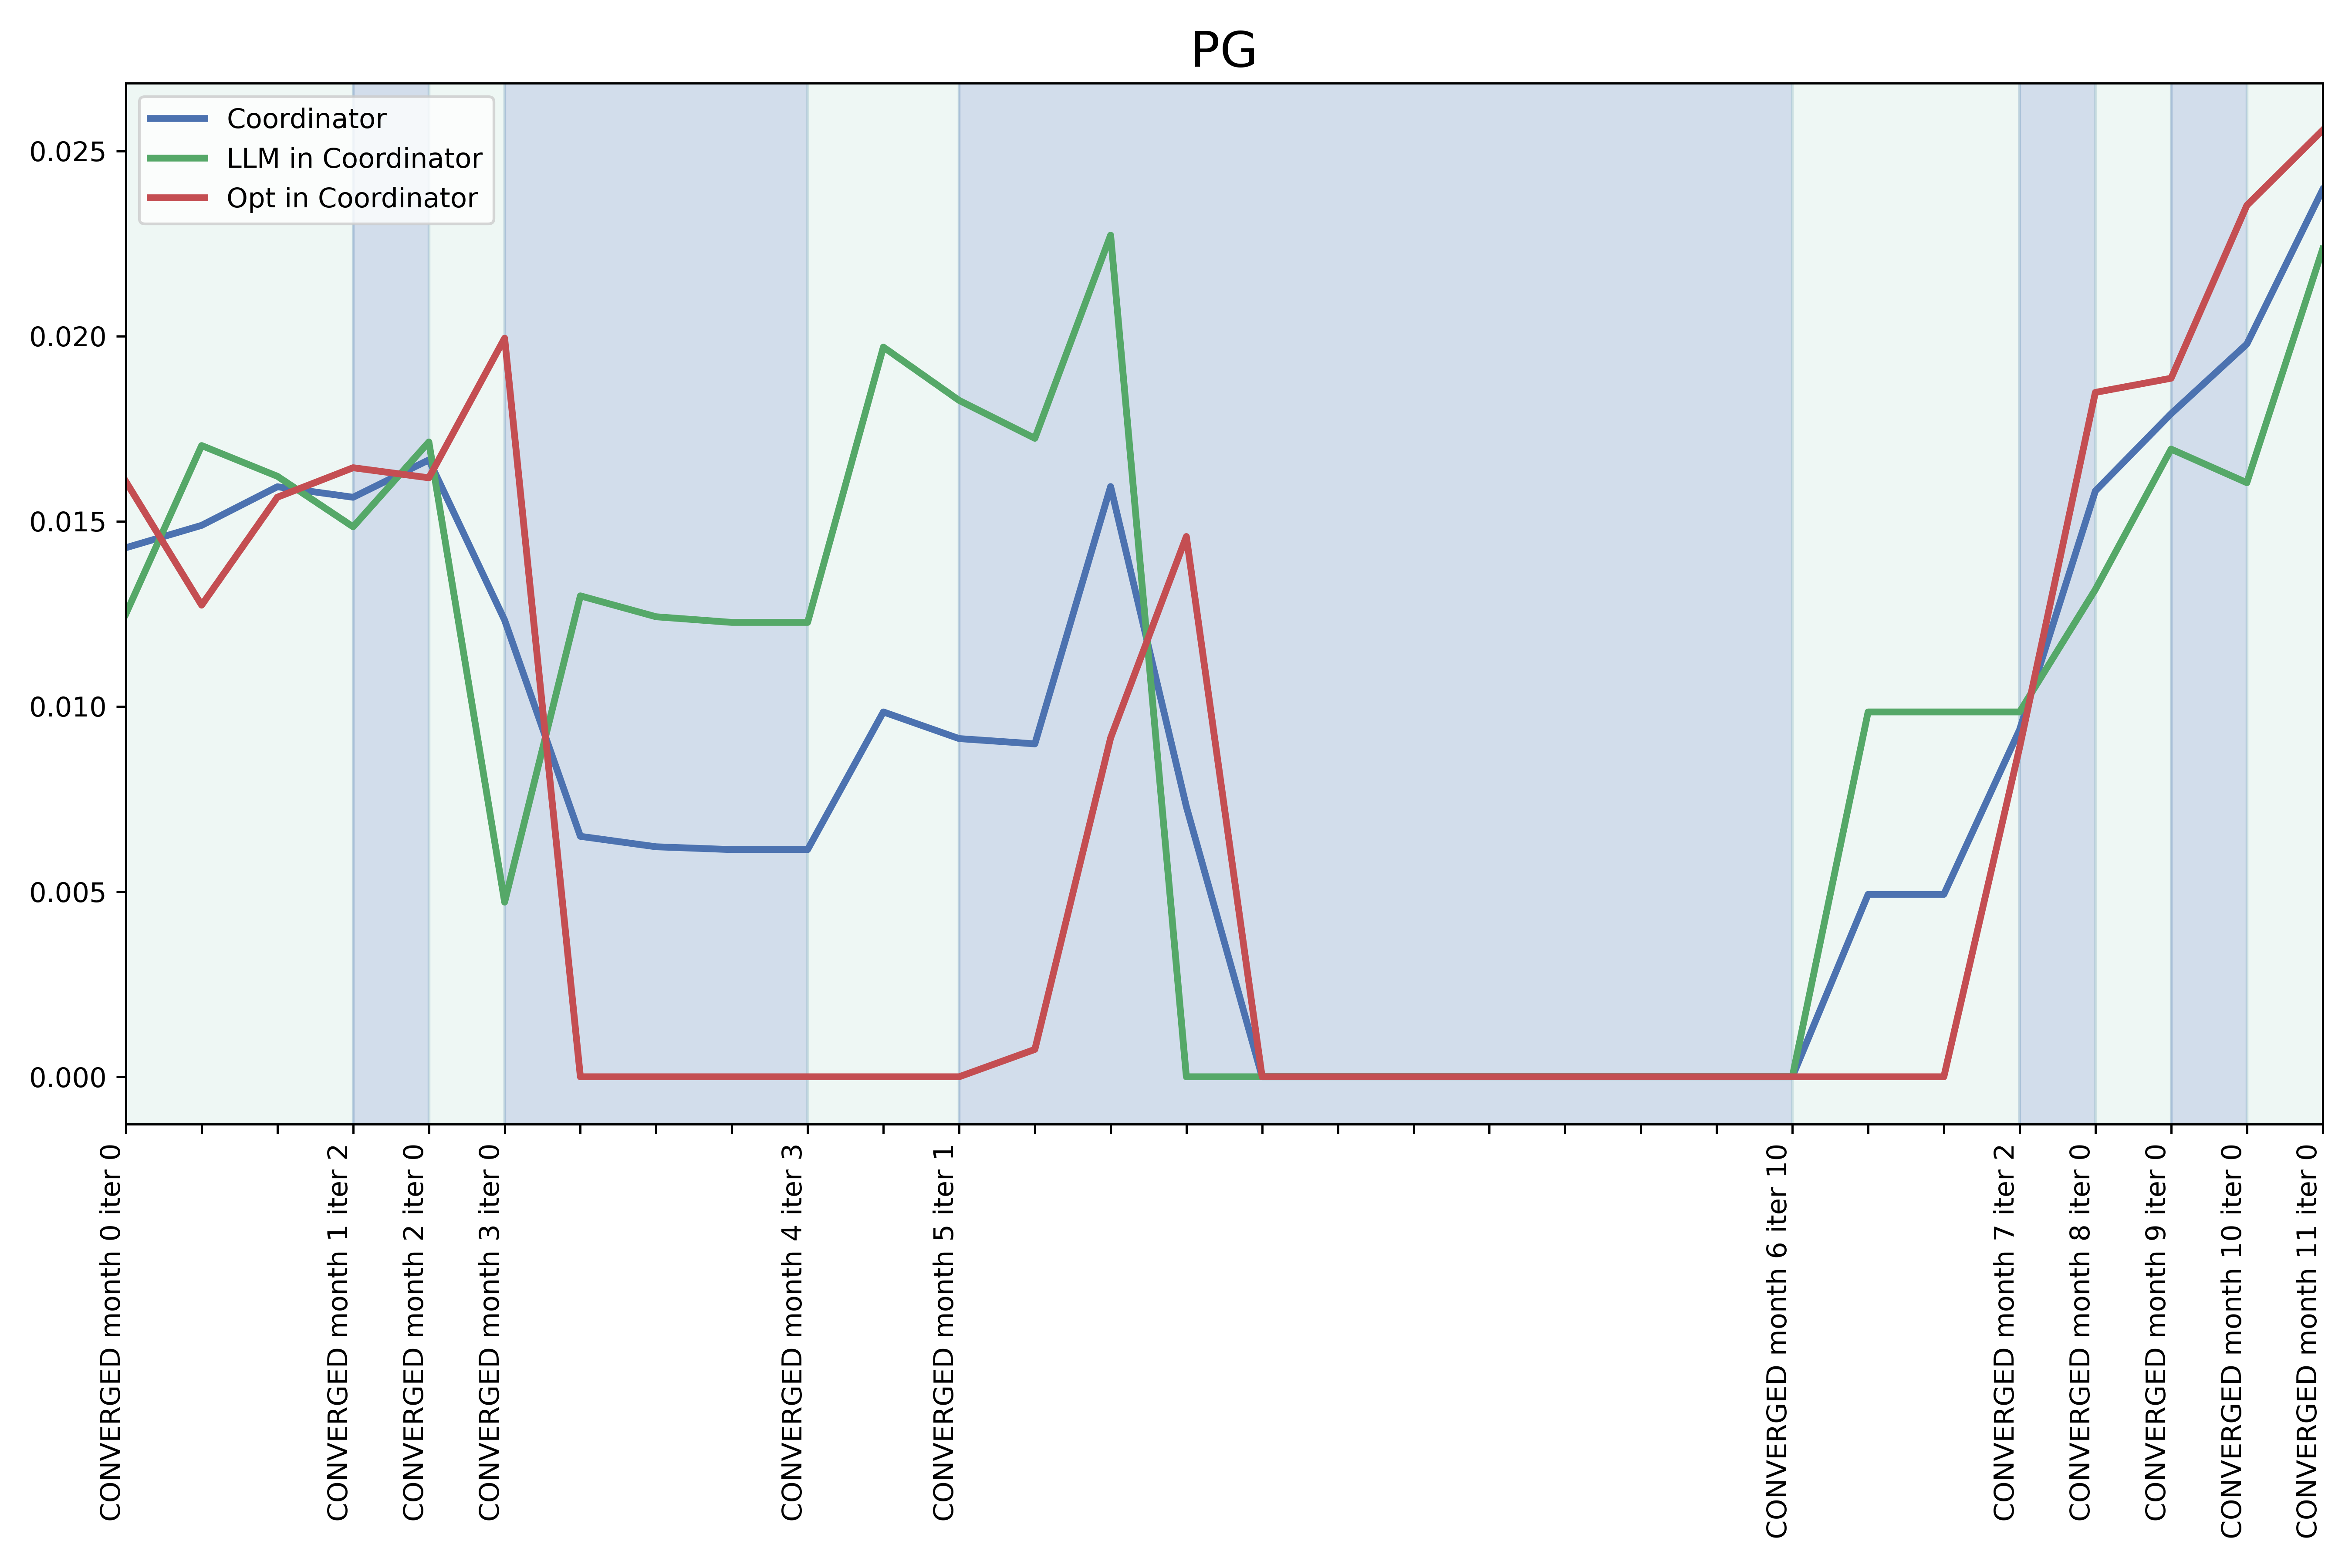 PG
Coordinator
LLM in Coordinator
Opt in Coordinator
0.025
0.020
0.015
0.010
0.005
0.000
CONVERGED month 0 iter 0
CONVERGED month 1 iter 2
CONVERGED month 2 iter 0
CONVERGED month 3 iter 0
CONVERGED month 4 iter 3
CONVERGED month 5 iter 1
CONVERGED month 6 iter 10
CONVERGED month 7 iter 2
CONVERGED month 8 iter 0
CONVERGED month 9 iter 0
CONVERGED month 10 iter 0
CONVERGED month 11 iter 0